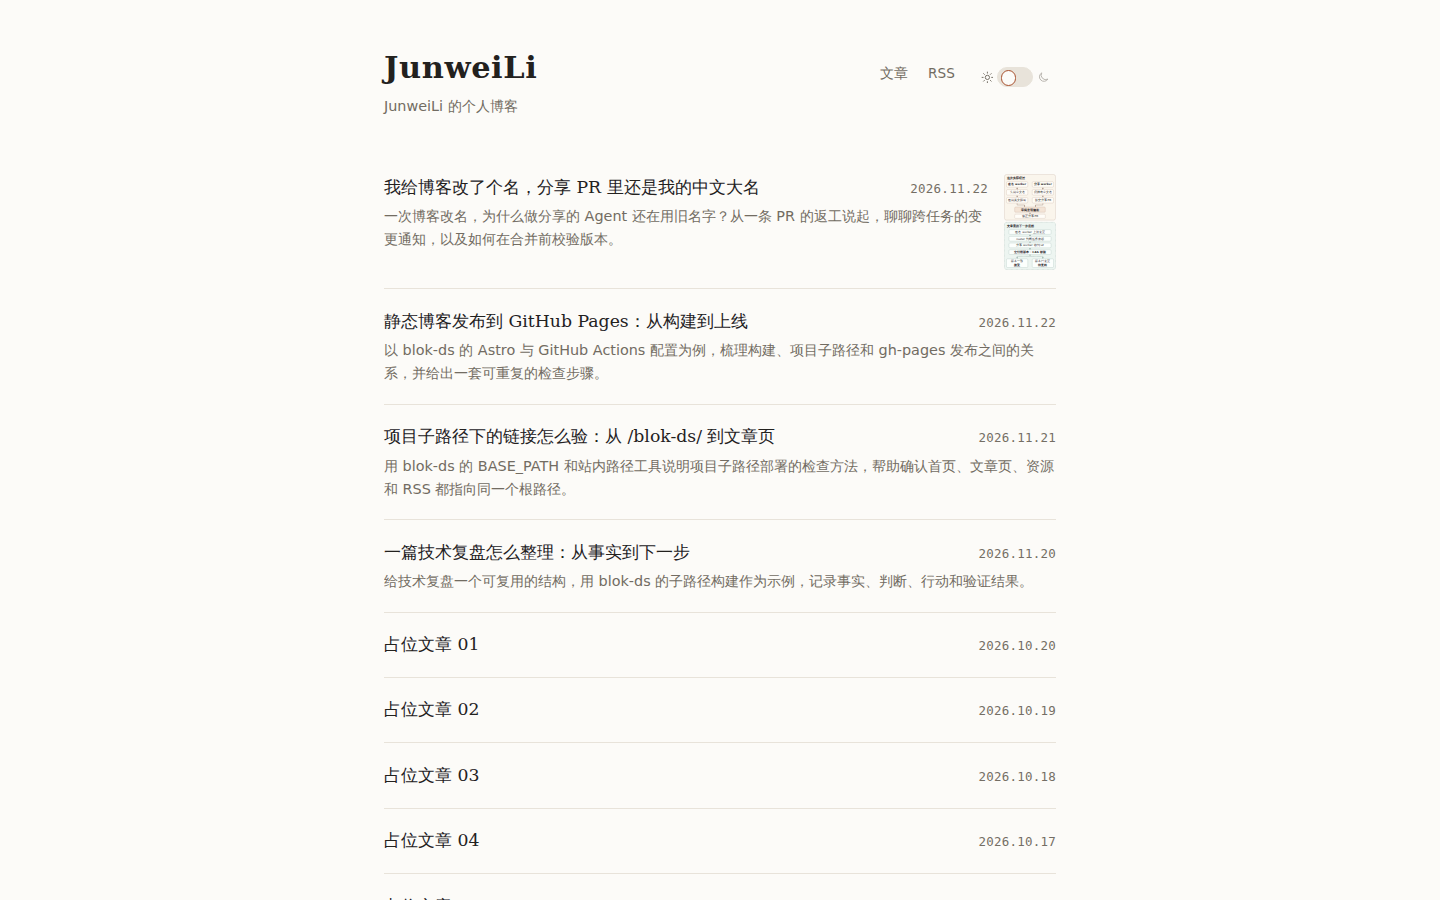 JunweiLi
文章
RSS
JunweiLi 的个人博客
我给博客改了个名，分享 PR 里还是我的中文大名
2026.11.22
一次博客改名，为什么做分享的 Agent 还在用旧名字？从一条 PR 的返工说起，聊聊跨任务的变
更通知，以及如何在合并前校验版本。
静态博客发布到 GitHub Pages：从构建到上线
2026.11.22
以 blok-ds 的 Astro 与 GitHub Actions 配置为例，梳理构建、项目子路径和 gh-pages 发布之间的关
系，并给出一套可重复的检查步骤。
项目子路径下的链接怎么验：从 /blok-ds/ 到文章页
2026.11.21
用 blok-ds 的 BASE_PATH 和站内路径工具说明项目子路径部署的检查方法，帮助确认首页、文章页、资源
和 RSS 都指向同一个根路径。
一篇技术复盘怎么整理：从事实到下一步
2026.11.20
给技术复盘一个可复用的结构，用 blok-ds 的子路径构建作为示例，记录事实、判断、行动和验证结果。
占位文章 01
2026.10.20
占位文章 02
2026.10.19
占位文章 03
2026.10.18
占位文章 04
2026.10.17